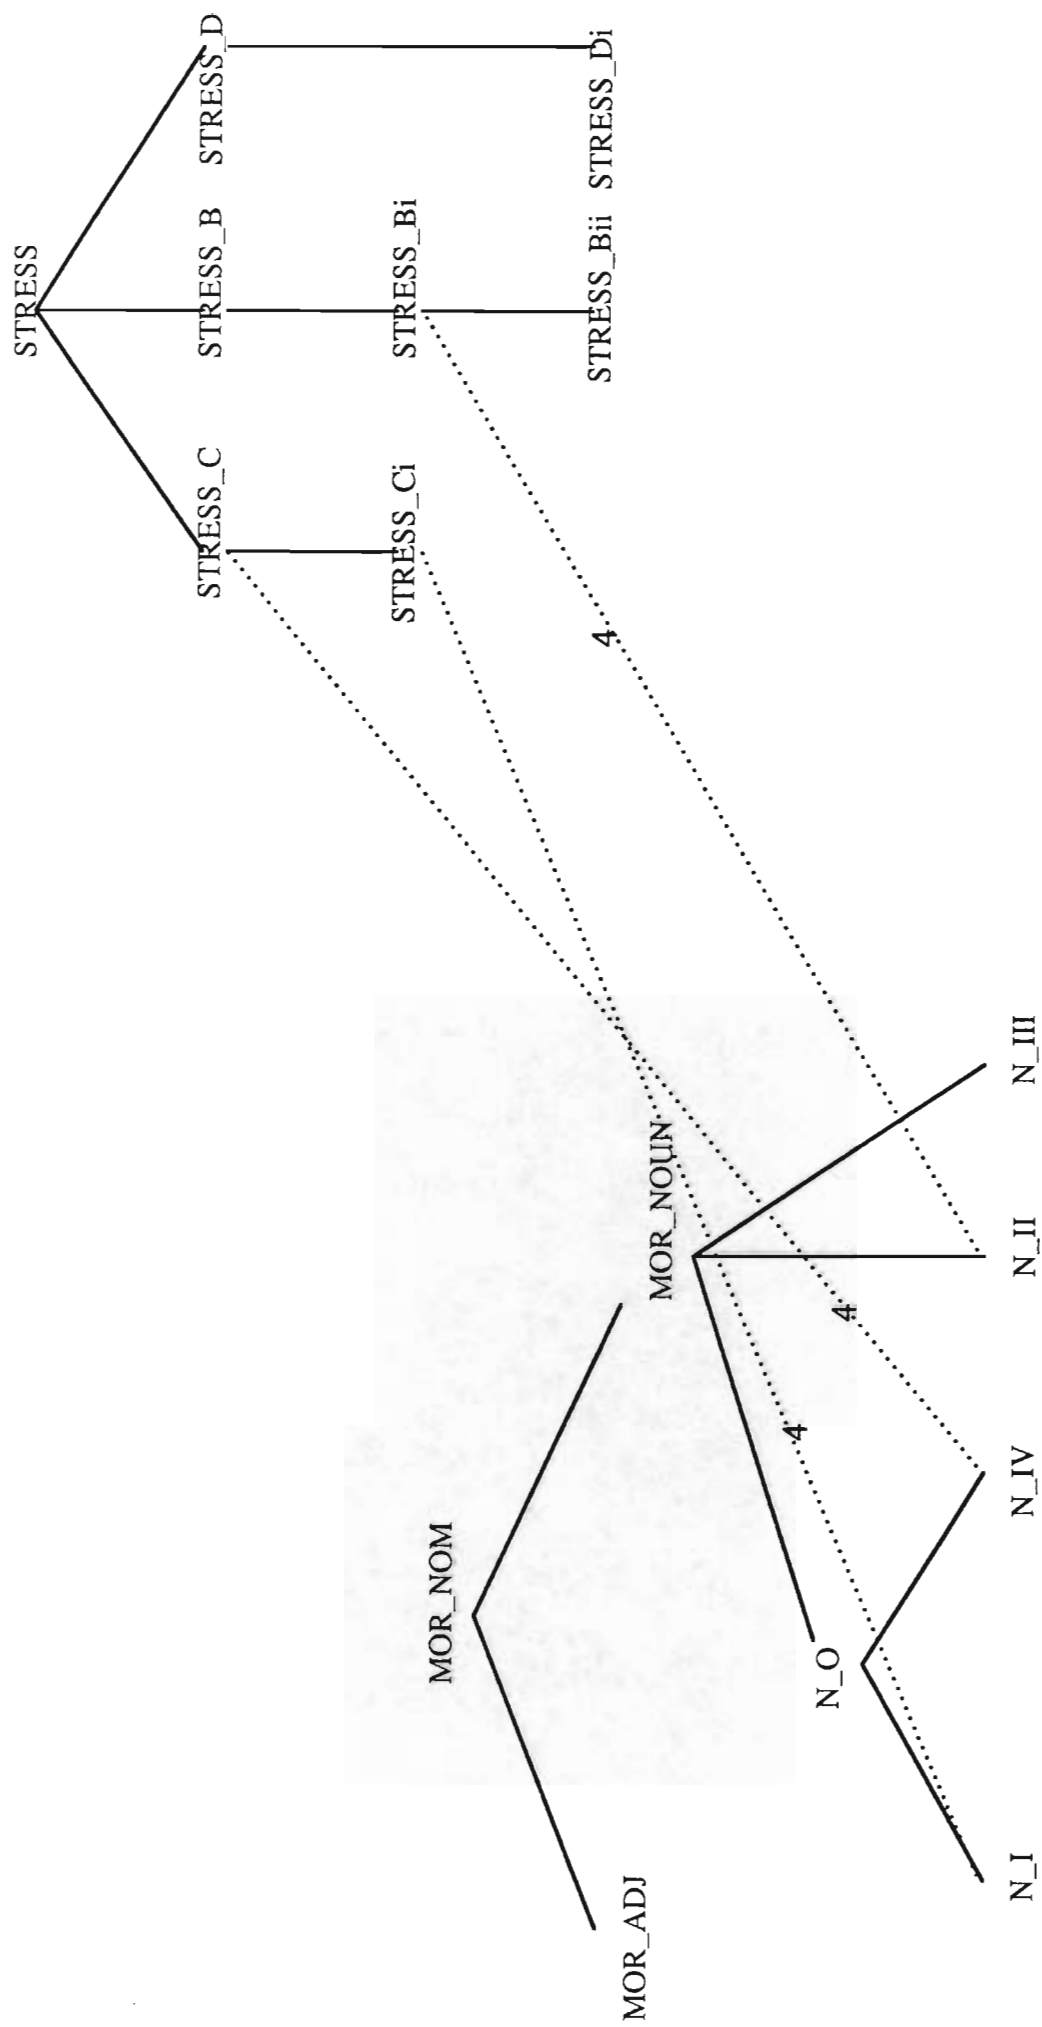 STRESS
STRESS_C
STRESS_B
STRESS_D
STRESS_Ci
STRESS_Bi
STRESS_Bii
STRESS_Di
4
MOR_NOM
MOR_ADJ
MOR_NOUN
4
4
N_O
N_I
N_IV
N_II
N_III